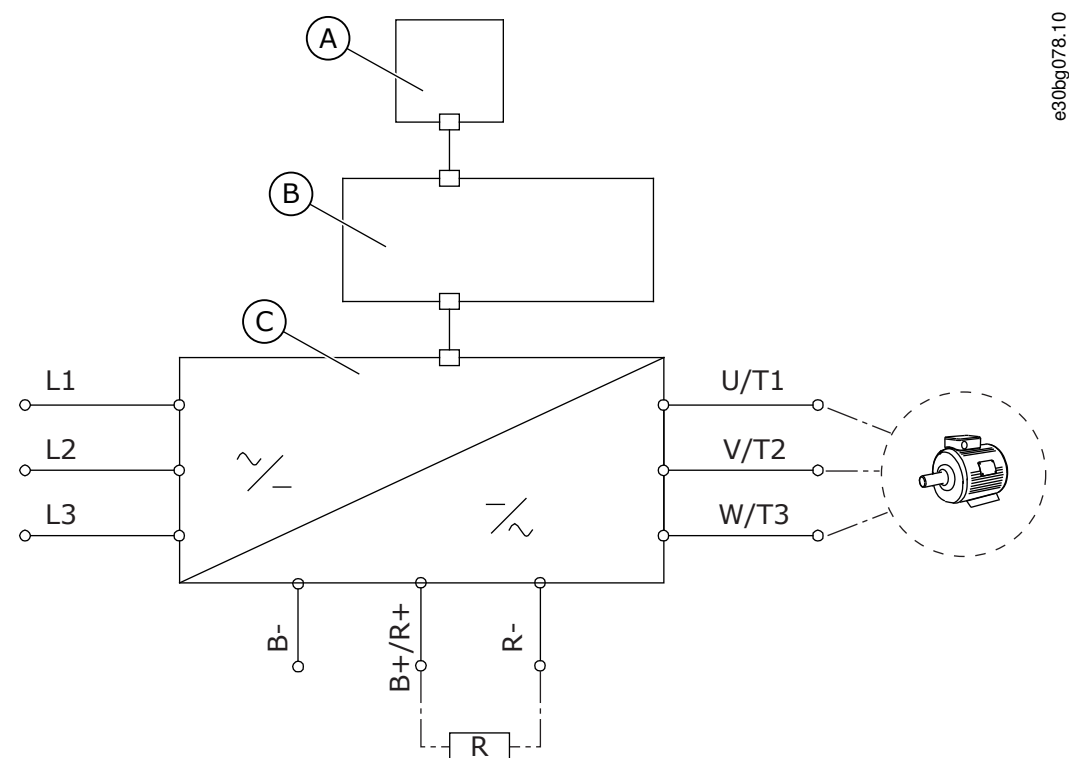 e30bg078.10
A
B
C
L1
U/T1
L2
V/T2
L3
W/T3
B-
B+/R+
R-
R